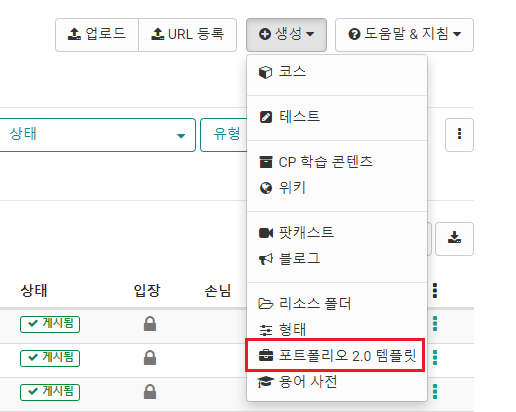 업로드
URL 등록
생성
도움말 & 지침
코스
테스트
CP 학습 콘텐츠
위키
팟캐스트
블로그
리소스 폴더
형태
포트폴리오 2.0 템플릿
용어 사전
상태
유형
상태 입장 손님
게시됨
게시됨
게시됨